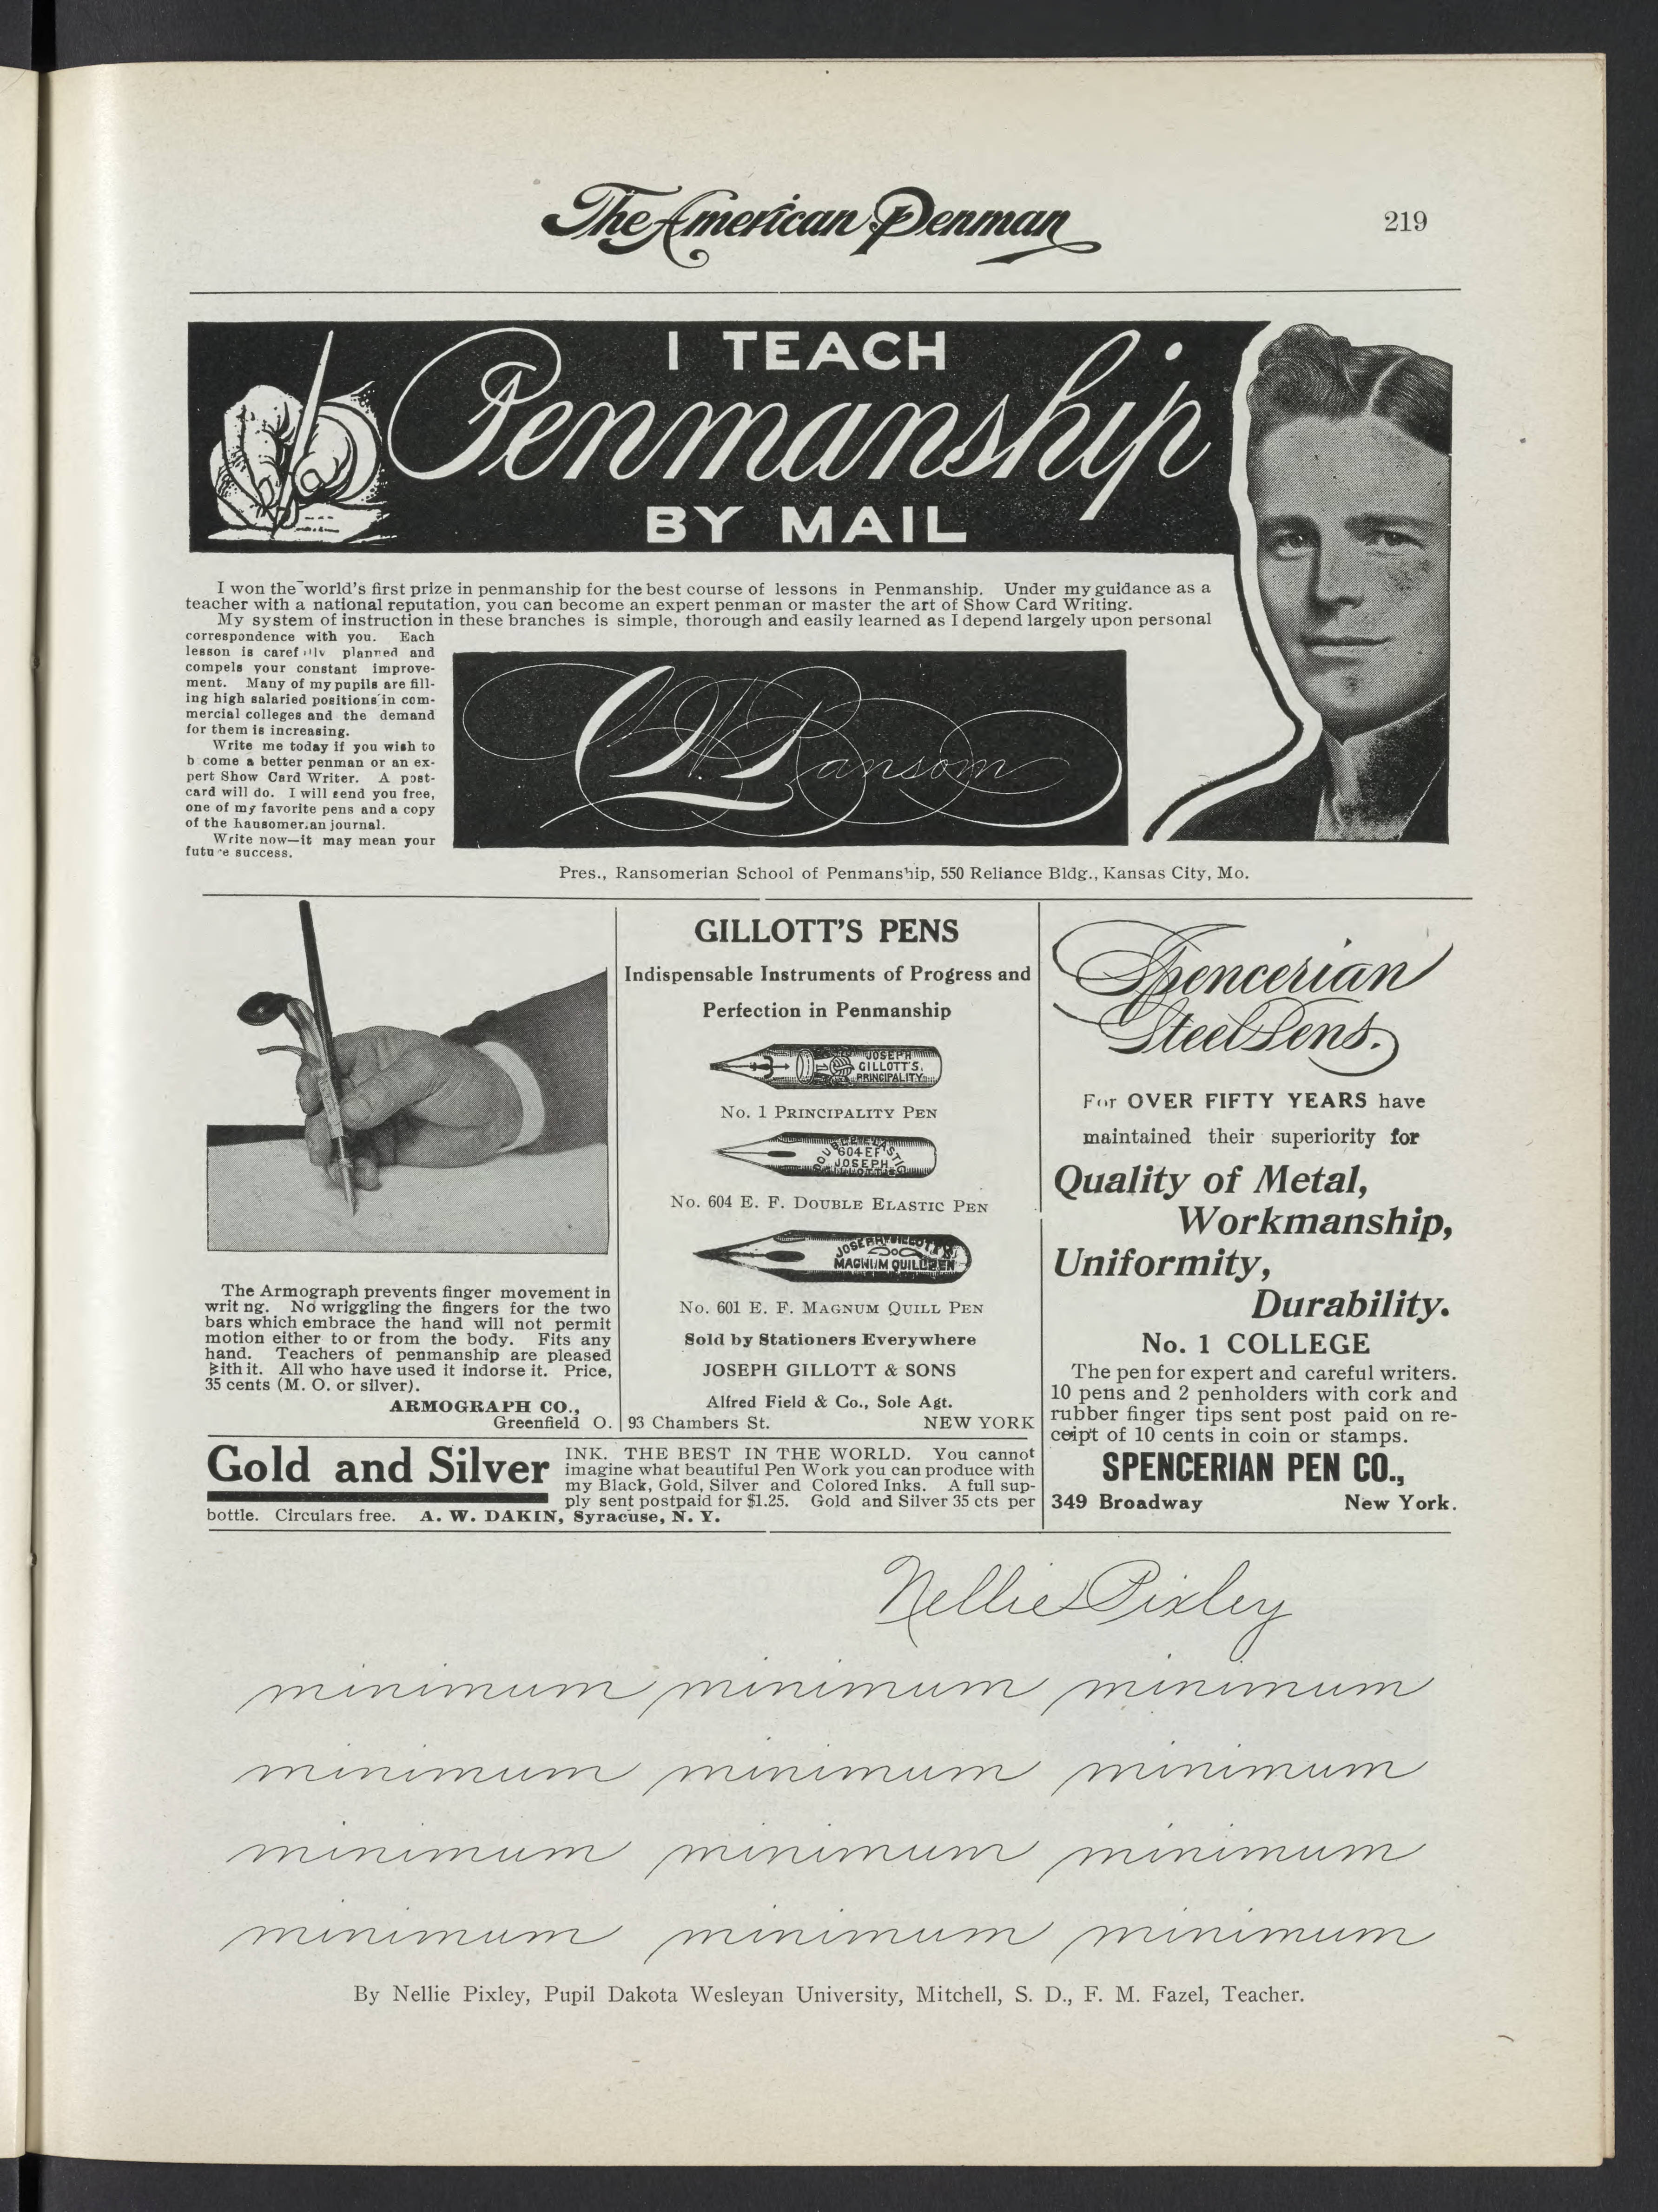 The American Penman
219
I TEACH
Penmanship
BY MAIL
I won the world's first prize in penmanship for the best course of lessons in Penmanship. Under my guidance as a
teacher with a national reputation, you can become an expert penman or master the art of Show Card Writing.
My system of instruction in these branches is simple, thorough and easily learned as I depend largely upon personal
correspondence with you. Each
lesson is carefully planned and
compels your constant improve-
ment. Many of my pupils are fill-
ing high salaried positions in com-
mercial colleges and the demand
for them is increasing.
Write me today if you wish to
b come a better penman or an ex-
pert Show Card Writer. A post-
card will do. I will send you free,
one of my favorite pens and a copy
of the Ransomerian journal.
Write now—it may mean your
future success.
C W Ransom
Pres., Ransomerian School of Penmanship, 550 Reliance Bldg., Kansas City, Mo.
The Armograph prevents finger movement in
writ ng. No wriggling the fingers for the two
bars which embrace the hand will not permit
motion either to or from the body. Fits any
hand. Teachers of penmanship are pleased
with it. All who have used it indorse it. Price,
35 cents (M. O. or silver).
ARMOGRAPH CO.,
Greenfield O.
GILLOTT'S PENS
Indispensable Instruments of Progress and
Perfection in Penmanship
JOSEPH
GILLOTT'S.
PRINCIPALITY
No. 1 PRINCIPALITY PEN
DOUBLE ELASTIC
604 EF
JOSEPH
GILLOTT'S
No. 604 E. F. DOUBLE ELASTIC PEN
JOSEPH GILLOTT'S
MAGNUM QUILL PEN
No. 601 E. F. MAGNUM QUILL PEN
Sold by Stationers Everywhere
JOSEPH GILLOTT & SONS
Alfred Field & Co., Sole Agt.
93 Chambers St. NEW YORK
Spencerian
Steel Pens.
For OVER FIFTY YEARS have
maintained their superiority for
Quality of Metal,
Workmanship,
Uniformity,
Durability.
No. 1 COLLEGE
The pen for expert and careful writers.
10 pens and 2 penholders with cork and
rubber finger tips sent post paid on re-
ceipt of 10 cents in coin or stamps.
SPENCERIAN PEN CO.,
349 Broadway New York.
Gold and Silver
INK. THE BEST IN THE WORLD. You cannot
imagine what beautiful Pen Work you can produce with
my Black, Gold, Silver and Colored Inks. A full sup-
ply sent postpaid for $1.25. Gold and Silver 35 cts per
bottle. Circulars free. A. W. DAKIN, Syracuse, N. Y.
Nellie Pixley
minimum minimum minimum
minimum minimum minimum
minimum minimum minimum
minimum minimum minimum
By Nellie Pixley, Pupil Dakota Wesleyan University, Mitchell, S. D., F. M. Fazel, Teacher.